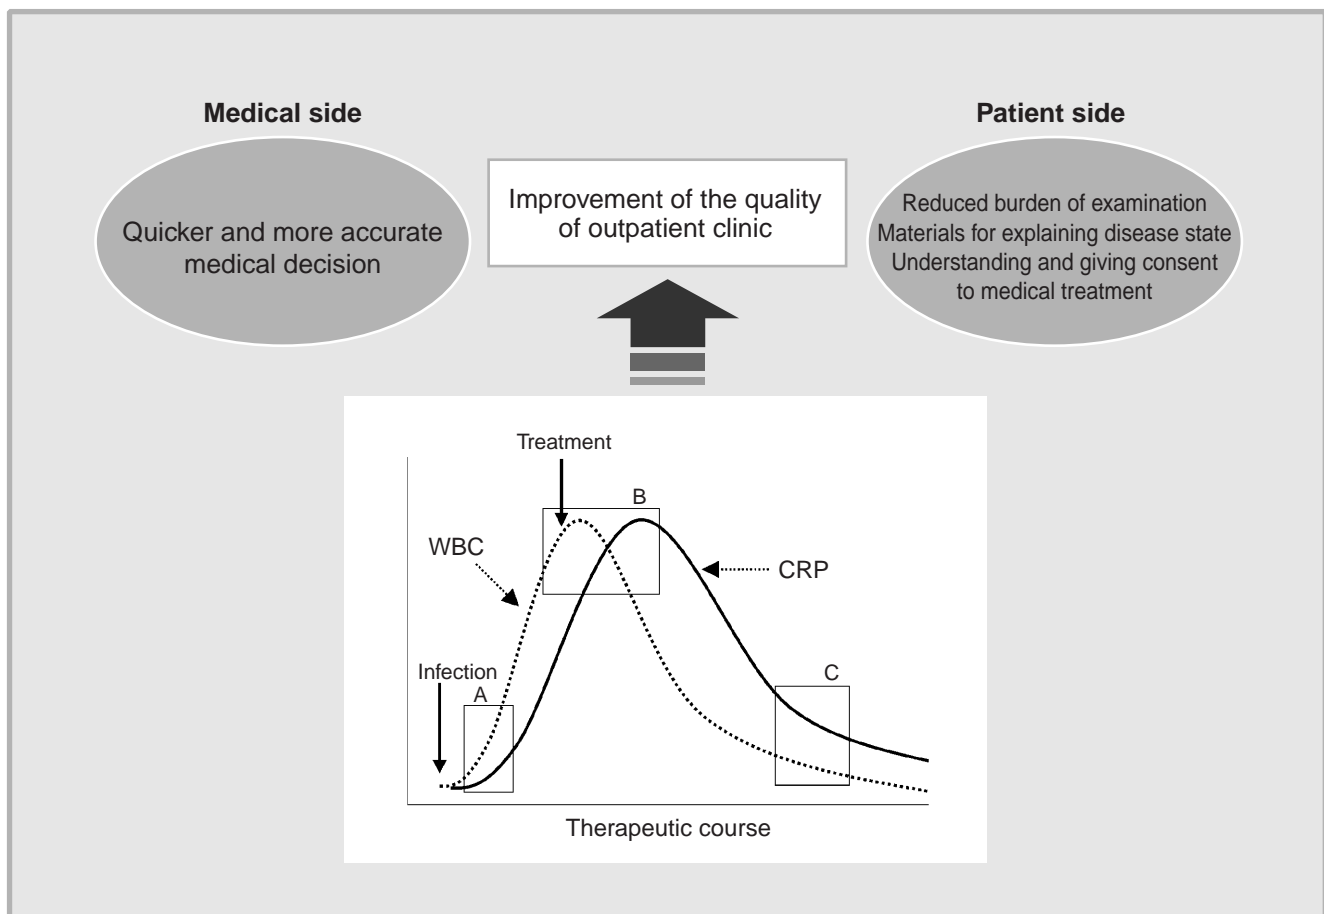 Medical side
Patient side
Quicker and more accurate
medical decision
Improvement of the quality
of outpatient clinic
Reduced burden of examination
Materials for explaining disease state
Understanding and giving consent
to medical treatment
Treatment
B
WBC
CRP
Infection
A
C
Therapeutic course